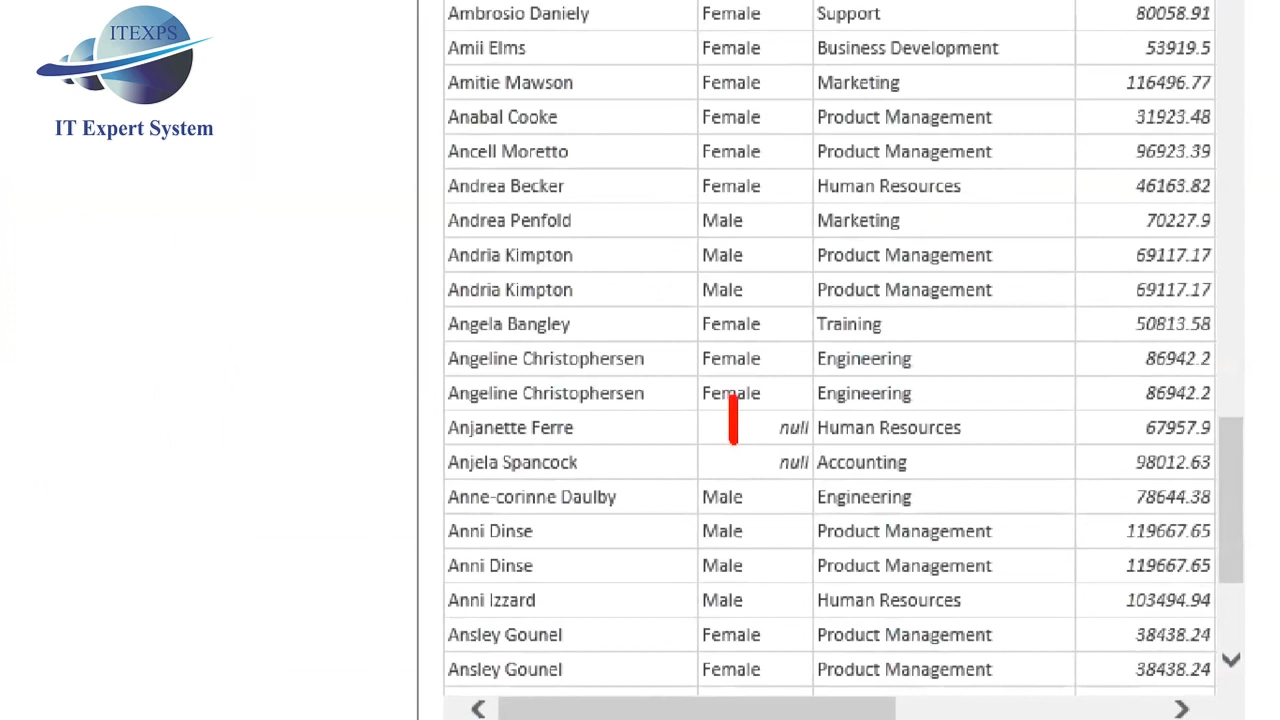 ITEXPS
IT Expert System
Ambrosio Daniely Female Support 80058.91
Amii Elms Female Business Development 53919.5
Amitie Mawson Female Marketing 116496.77
Anabal Cooke Female Product Management 31923.48
Ancell Moretto Female Product Management 96923.39
Andrea Becker Female Human Resources 46163.82
Andrea Penfold Male Marketing 70227.9
Andria Kimpton Male Product Management 69117.17
Andria Kimpton Male Product Management 69117.17
Angela Bangley Female Training 50813.58
Angeline Christophersen Female Engineering 86942.2
Angeline Christophersen Female Engineering 86942.2
Anjanette Ferre null Human Resources 67957.9
Anjela Spancock null Accounting 98012.63
Anne-corinne Daulby Male Engineering 78644.38
Anni Dinse Male Product Management 119667.65
Anni Dinse Male Product Management 119667.65
Anni Izzard Male Human Resources 103494.94
Ansley Gounel Female Product Management 38438.24
Ansley Gounel Female Product Management 38438.24